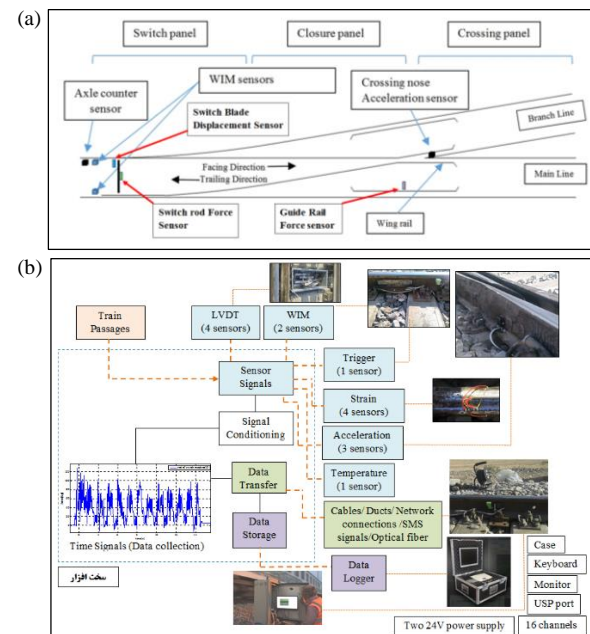 (a)
Switch panel
Closure panel
Crossing panel
WIM sensors
Axle counter
sensor
Crossing nose
Acceleration sensor
Switch Blade
Displacement Sensor
Branch Line
Facing Direction
Trailing Direction
Main Line
Switch rod Force
Sensor
Guide Rail
Force sensor
Wing rail
(b)
Train
Passages
LVDT
(4 sensors)
WIM
(2 sensors)
Sensor
Signals
Trigger
(1 sensor)
Strain
(4 sensors)
Signal
Conditioning
Acceleration
(3 sensors)
Data
Transfer
Temperature
(1 sensor)
Cables/ Ducts/ Network
connections /SMS
signals/Optical fiber
Data
Storage
Time Signals (Data collection)
سخت افزار
Data
Logger
Case
Keyboard
Monitor
USP port
Two 24V power supply
16 channels